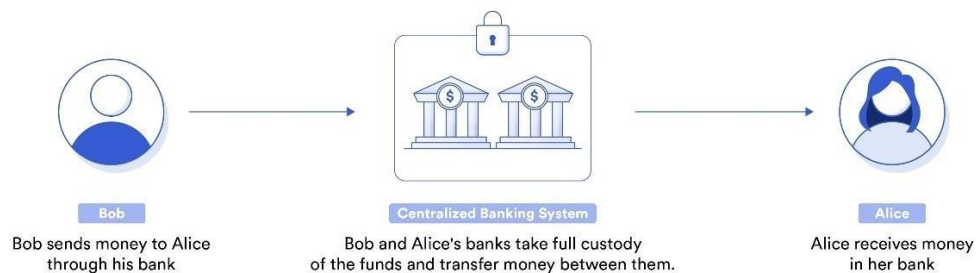 $ $
Bob
Bob sends money to Alice
through his bank
Centralized Banking System
Bob and Alice's banks take full custody
of the funds and transfer money between them.
Alice
Alice receives money
in her bank